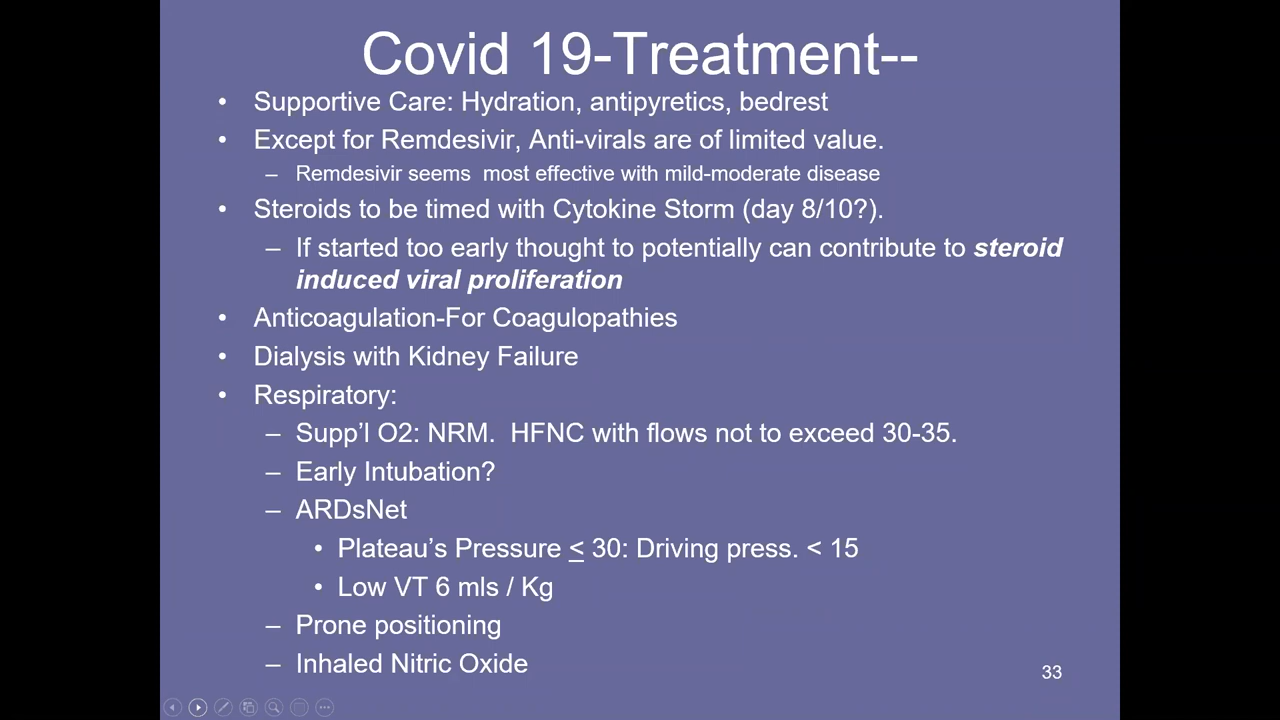 Covid 19-Treatment--
• Supportive Care: Hydration, antipyretics, bedrest
• Except for Remdesivir, Anti-virals are of limited value.
– Remdesivir seems  most effective with mild-moderate disease
• Steroids to be timed with Cytokine Storm (day 8/10?).
– If started too early thought to potentially can contribute to steroid
induced viral proliferation
• Anticoagulation-For Coagulopathies
• Dialysis with Kidney Failure
• Respiratory:
– Supp’l O2: NRM.  HFNC with flows not to exceed 30-35.
– Early Intubation?
– ARDsNet
• Plateau’s Pressure ≤ 30: Driving press. < 15
• Low VT 6 mls / Kg
– Prone positioning
– Inhaled Nitric Oxide
33